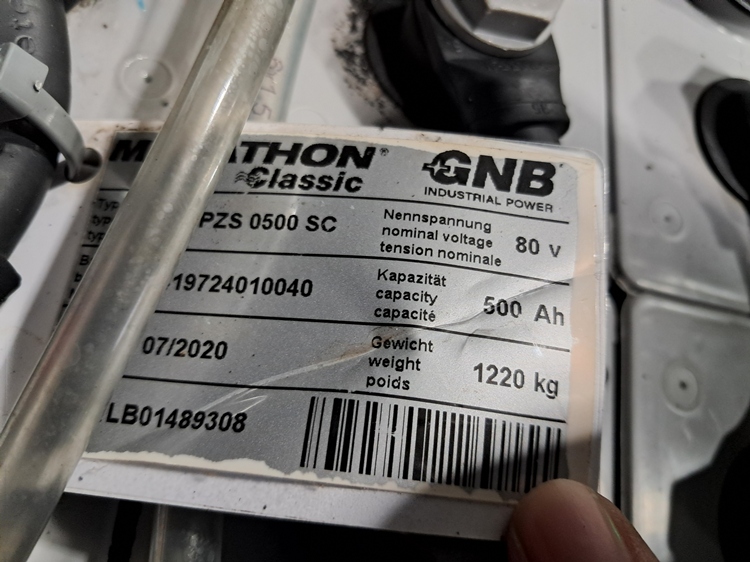 ATHON®
Classic
GNB
INDUSTRIAL POWER
PZS 0500 SC
Nennspannung
nominal voltage
tension nominale
80 V
19724010040
Kapazität
capacity
capacité
500 Ah
07/2020
Gewicht
weight
poids
1220 kg
LB01489308